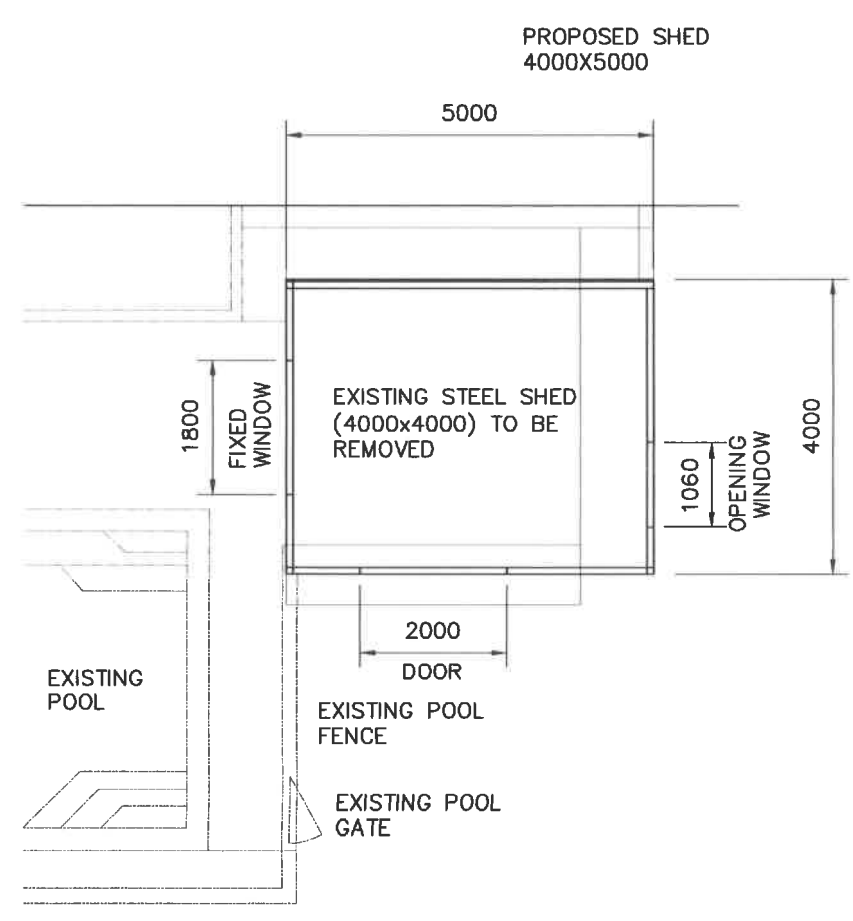 PROPOSED SHED
4000X5000
5000
EXISTING STEEL SHED
(4000x4000) TO BE
REMOVED
1800
FIXED
WINDOW
1060
OPENING
WINDOW
4000
2000
DOOR
EXISTING
POOL
EXISTING POOL
FENCE
EXISTING POOL
GATE